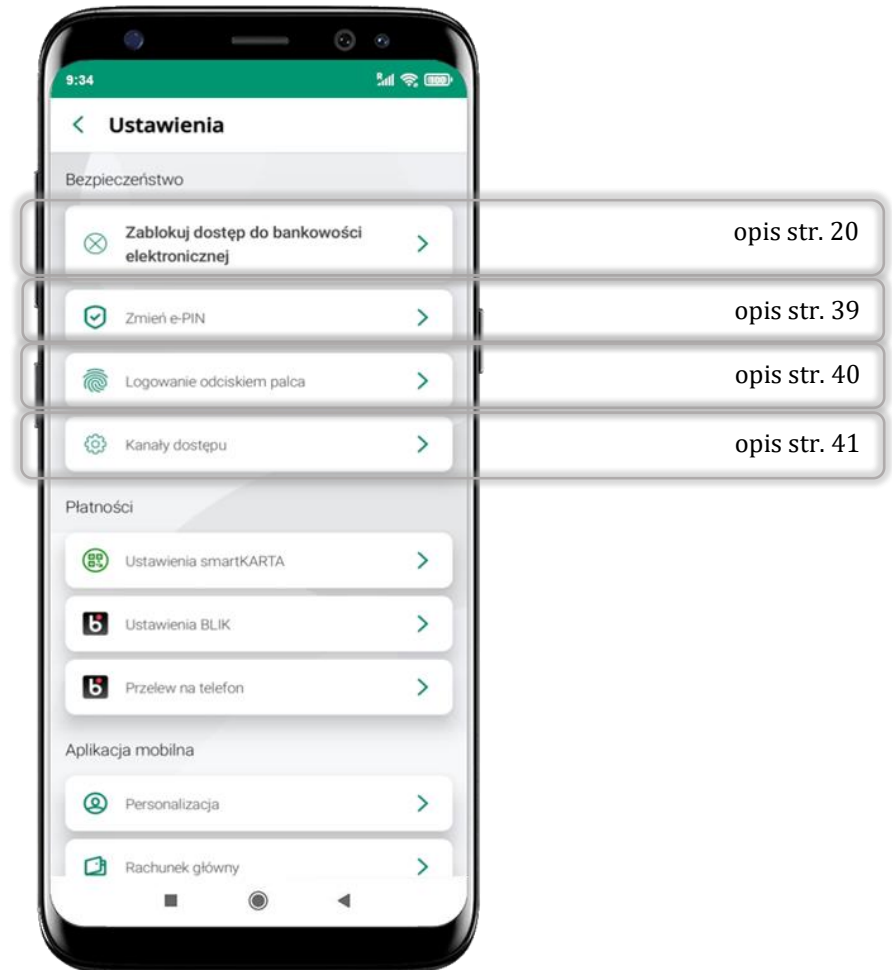 9:34
Ustawienia
Bezpieczeństwo
Zablokuj dostęp do bankowości
elektronicznej
opis str. 20
Zmień e-PIN
opis str. 39
Logowanie odciskiem palca
opis str. 40
Kanały dostępu
opis str. 41
Płatności
Ustawienia smartKARTA
Ustawienia BLIK
Przelew na telefon
Aplikacja mobilna
Personalizacja
Rachunek główny